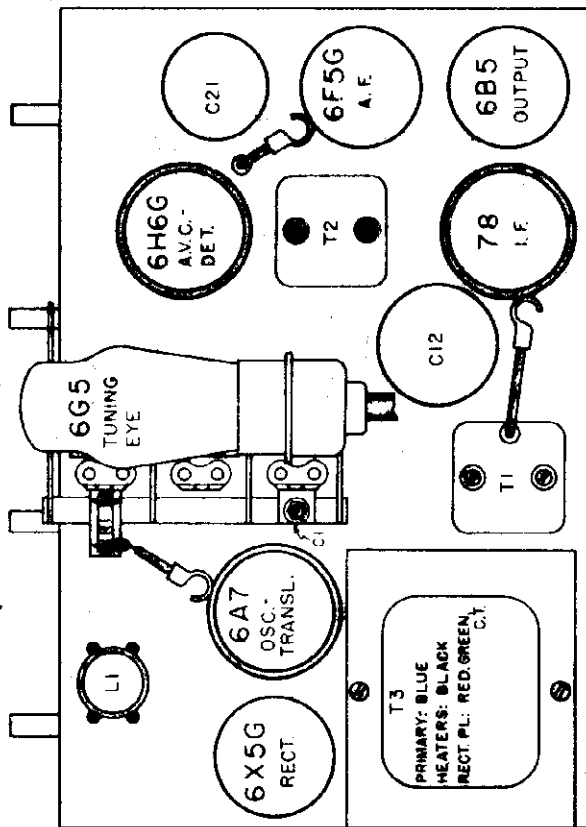 C21
6F5G
A.F.
6B5
OUTPUT
6H6G
A.V.C.-
DET.
T2
78
I.F.
6G5
TUNING
EYE
C12
T1
R1
C1
6A7
OSC.-
TRANSL.
L1
6X5G
RECT.
T3
PRIMARY: BLUE
HEATERS: BLACK
RECT. PL.: RED. GREEN,
C.T.